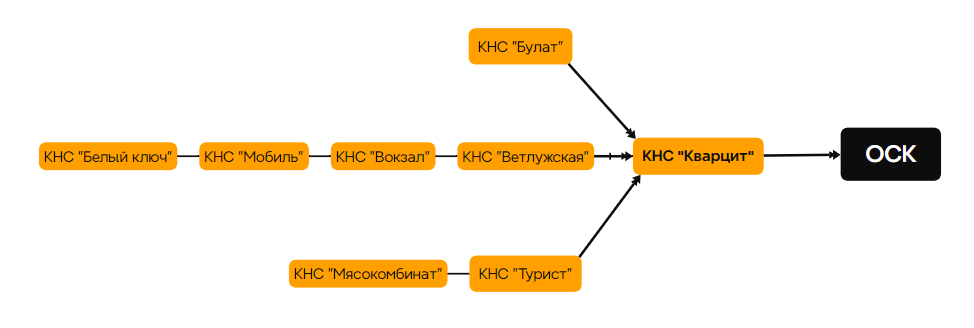 КНС "Булат"
КНС "Белый ключ"
КНС "Мобиль"
КНС "Вокзал"
КНС "Ветлужская"
КНС "Кварцит"
ОСК
КНС "Мясокомбинат"
КНС "Турист"